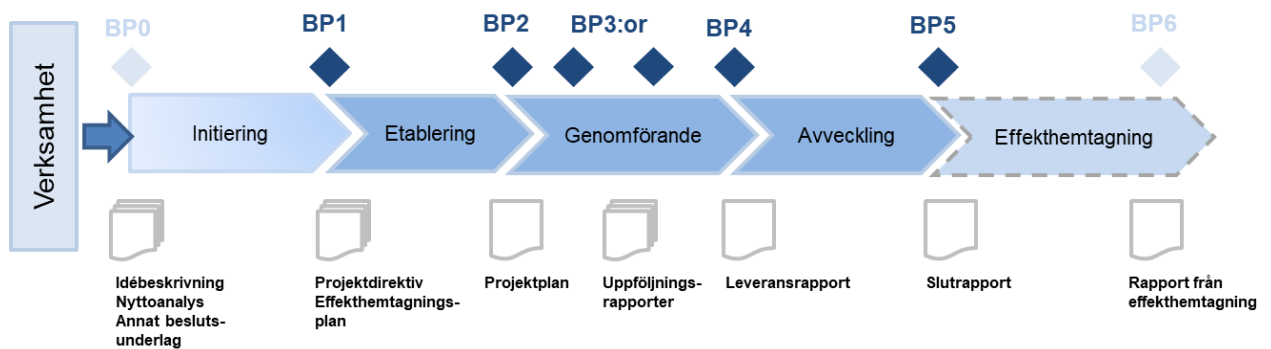 Verksamhet
BP0
BP1
BP2
BP3:or
BP4
BP5
BP6
Initiering
Etablering
Genomförande
Avveckling
Effekthemtagning
Idébeskrivning
Nyttoanalys
Annat besluts-
underlag
Projektdirektiv
Effekthemtagnings-
plan
Projektplan
Uppföljnings-
rapporter
Leveransrapport
Slutrapport
Rapport från
effekthemtagning